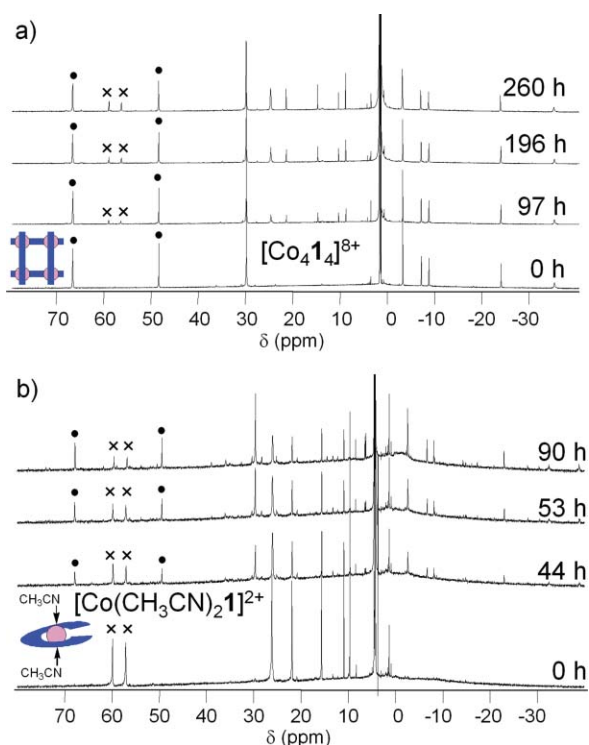 a)
● × × ●
260 h
● × × ●
196 h
● × × ●
97 h
● ●
[Co₄1₄]⁸⁺
0 h
70 60 50 40 30 20 10 0 -10 -20 -30
δ (ppm)
b)
● × × ●
90 h
● × × ●
53 h
● × × ●
44 h
CH₃CN
[Co(CH₃CN)₂1]²⁺
× ×
CH₃CN
0 h
70 60 50 40 30 20 10 0 -10 -20 -30
δ (ppm)